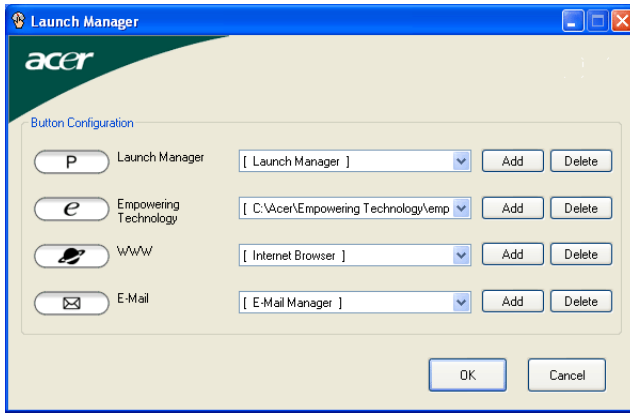 Launch Manager
acer
Button Configuration
P Launch Manager [ Launch Manager ] Add Delete
e Empowering
Technology [ C:\Acer\Empowering Technology\emp Add Delete
WWW [ Internet Browser ] Add Delete
E-Mail [ E-Mail Manager ] Add Delete
OK Cancel